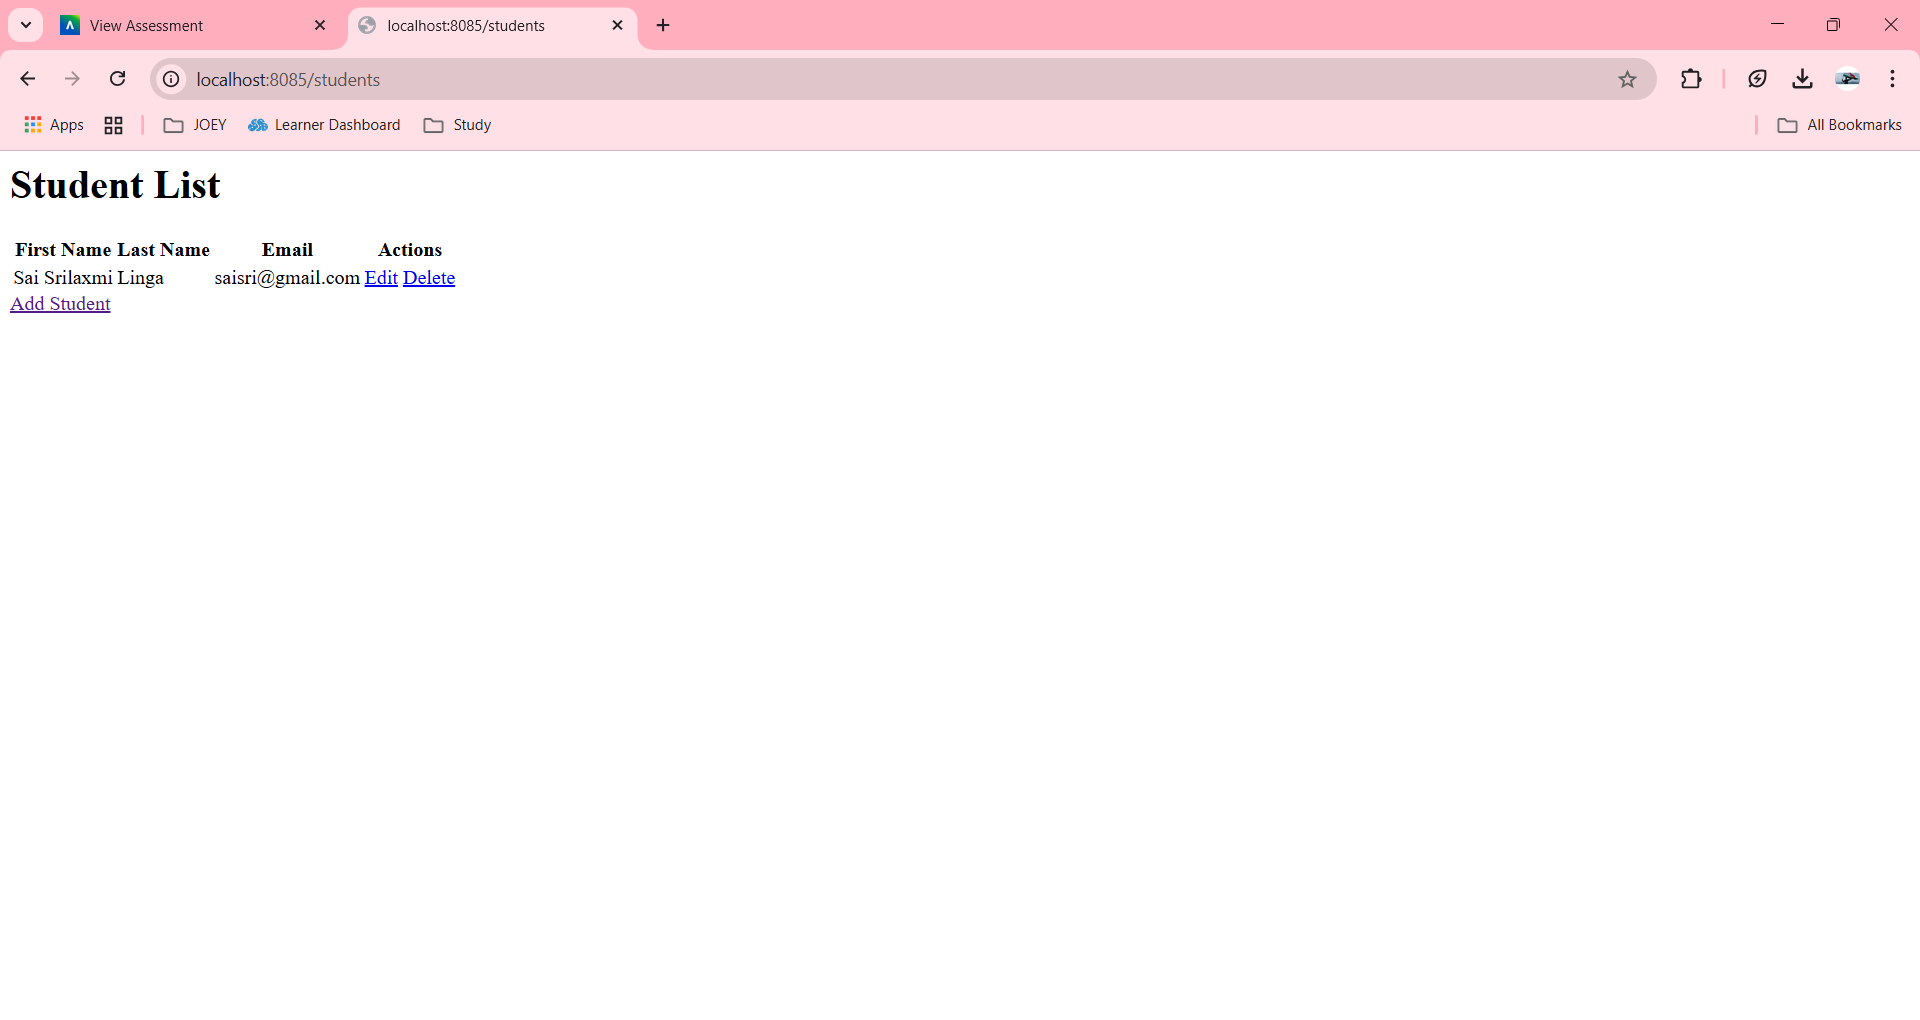 View Assessment
localhost:8085/students
localhost:8085/students
Apps JOEY Learner Dashboard Study All Bookmarks
Student List
First Name Last Name Email Actions
Sai Srilaxmi Linga saisri@gmail.com Edit Delete
Add Student